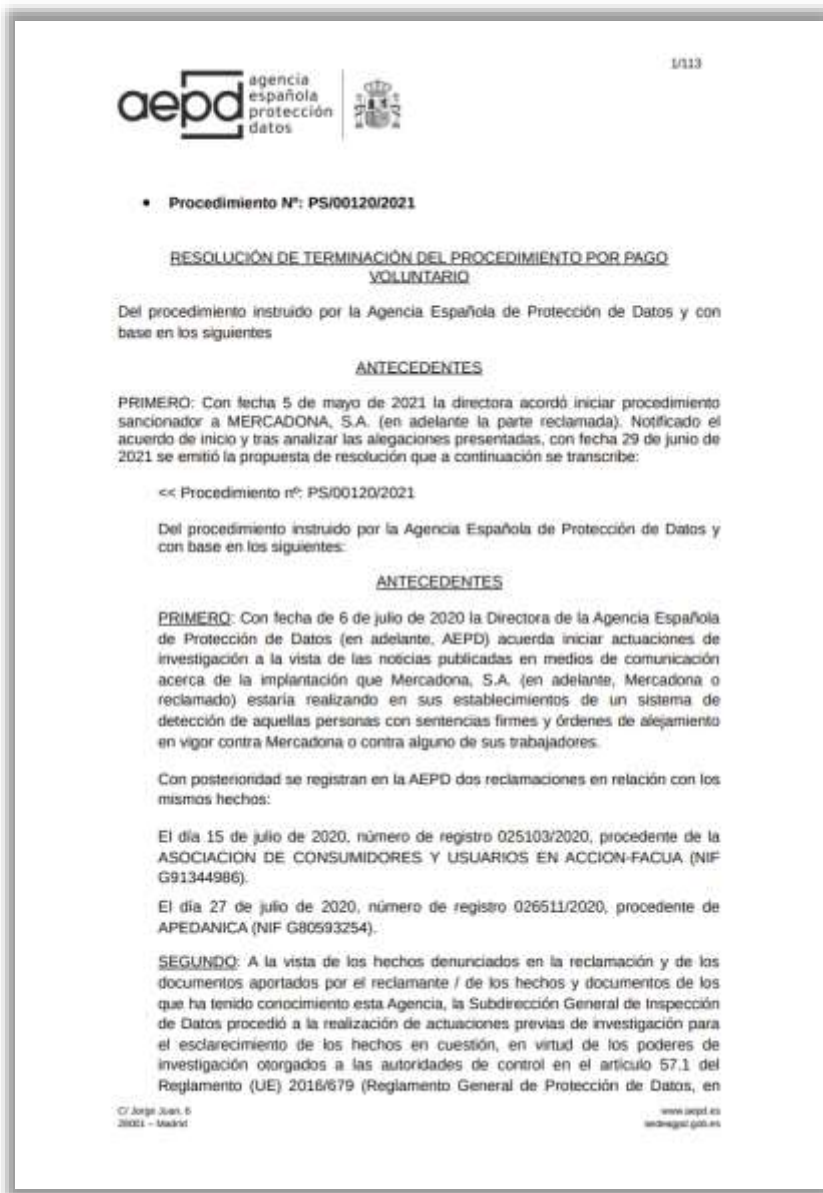 1/113
aepd
agencia
española
protección
datos
• Procedimiento Nº: PS/00120/2021
RESOLUCIÓN DE TERMINACIÓN DEL PROCEDIMIENTO POR PAGO
VOLUNTARIO
Del procedimiento instruido por la Agencia Española de Protección de Datos y con
base en los siguientes
ANTECEDENTES
PRIMERO: Con fecha 5 de mayo de 2021 la directora acordó iniciar procedimiento
sancionador a MERCADONA, S.A. (en adelante la parte reclamada). Notificado el
acuerdo de inicio y tras analizar las alegaciones presentadas, con fecha 29 de junio de
2021 se emitió la propuesta de resolución que a continuación se transcribe:
<< Procedimiento nº: PS/00120/2021
Del procedimiento instruido por la Agencia Española de Protección de Datos y
con base en los siguientes:
ANTECEDENTES
PRIMERO: Con fecha de 6 de julio de 2020 la Directora de la Agencia Española
de Protección de Datos (en adelante, AEPD) acuerda iniciar actuaciones de
investigación a la vista de las noticias publicadas en medios de comunicación
acerca de la implantación que Mercadona, S.A. (en adelante, Mercadona o
reclamado) estaría realizando en sus establecimientos de un sistema de
detección de aquellas personas con sentencias firmes y órdenes de alejamiento
en vigor contra Mercadona o contra alguno de sus trabajadores.
Con posterioridad se registran en la AEPD dos reclamaciones en relación con los
mismos hechos:
El día 15 de julio de 2020, número de registro 025103/2020, procedente de la
ASOCIACION DE CONSUMIDORES Y USUARIOS EN ACCION-FACUA (NIF
G91344986).
El día 27 de julio de 2020, número de registro 026511/2020, procedente de
APEDANICA (NIF G80593254).
SEGUNDO: A la vista de los hechos denunciados en la reclamación y de los
documentos aportados por el reclamante / de los hechos y documentos de los
que ha tenido conocimiento esta Agencia, la Subdirección General de Inspección
de Datos procedió a la realización de actuaciones previas de investigación para
el esclarecimiento de los hechos en cuestión, en virtud de los poderes de
investigación otorgados a las autoridades de control en el artículo 57.1 del
Reglamento (UE) 2016/679 (Reglamento General de Protección de Datos, en
C/ Jorge Juan, 6
28001 – Madrid
www.aepd.es
sedeagpd.gob.es